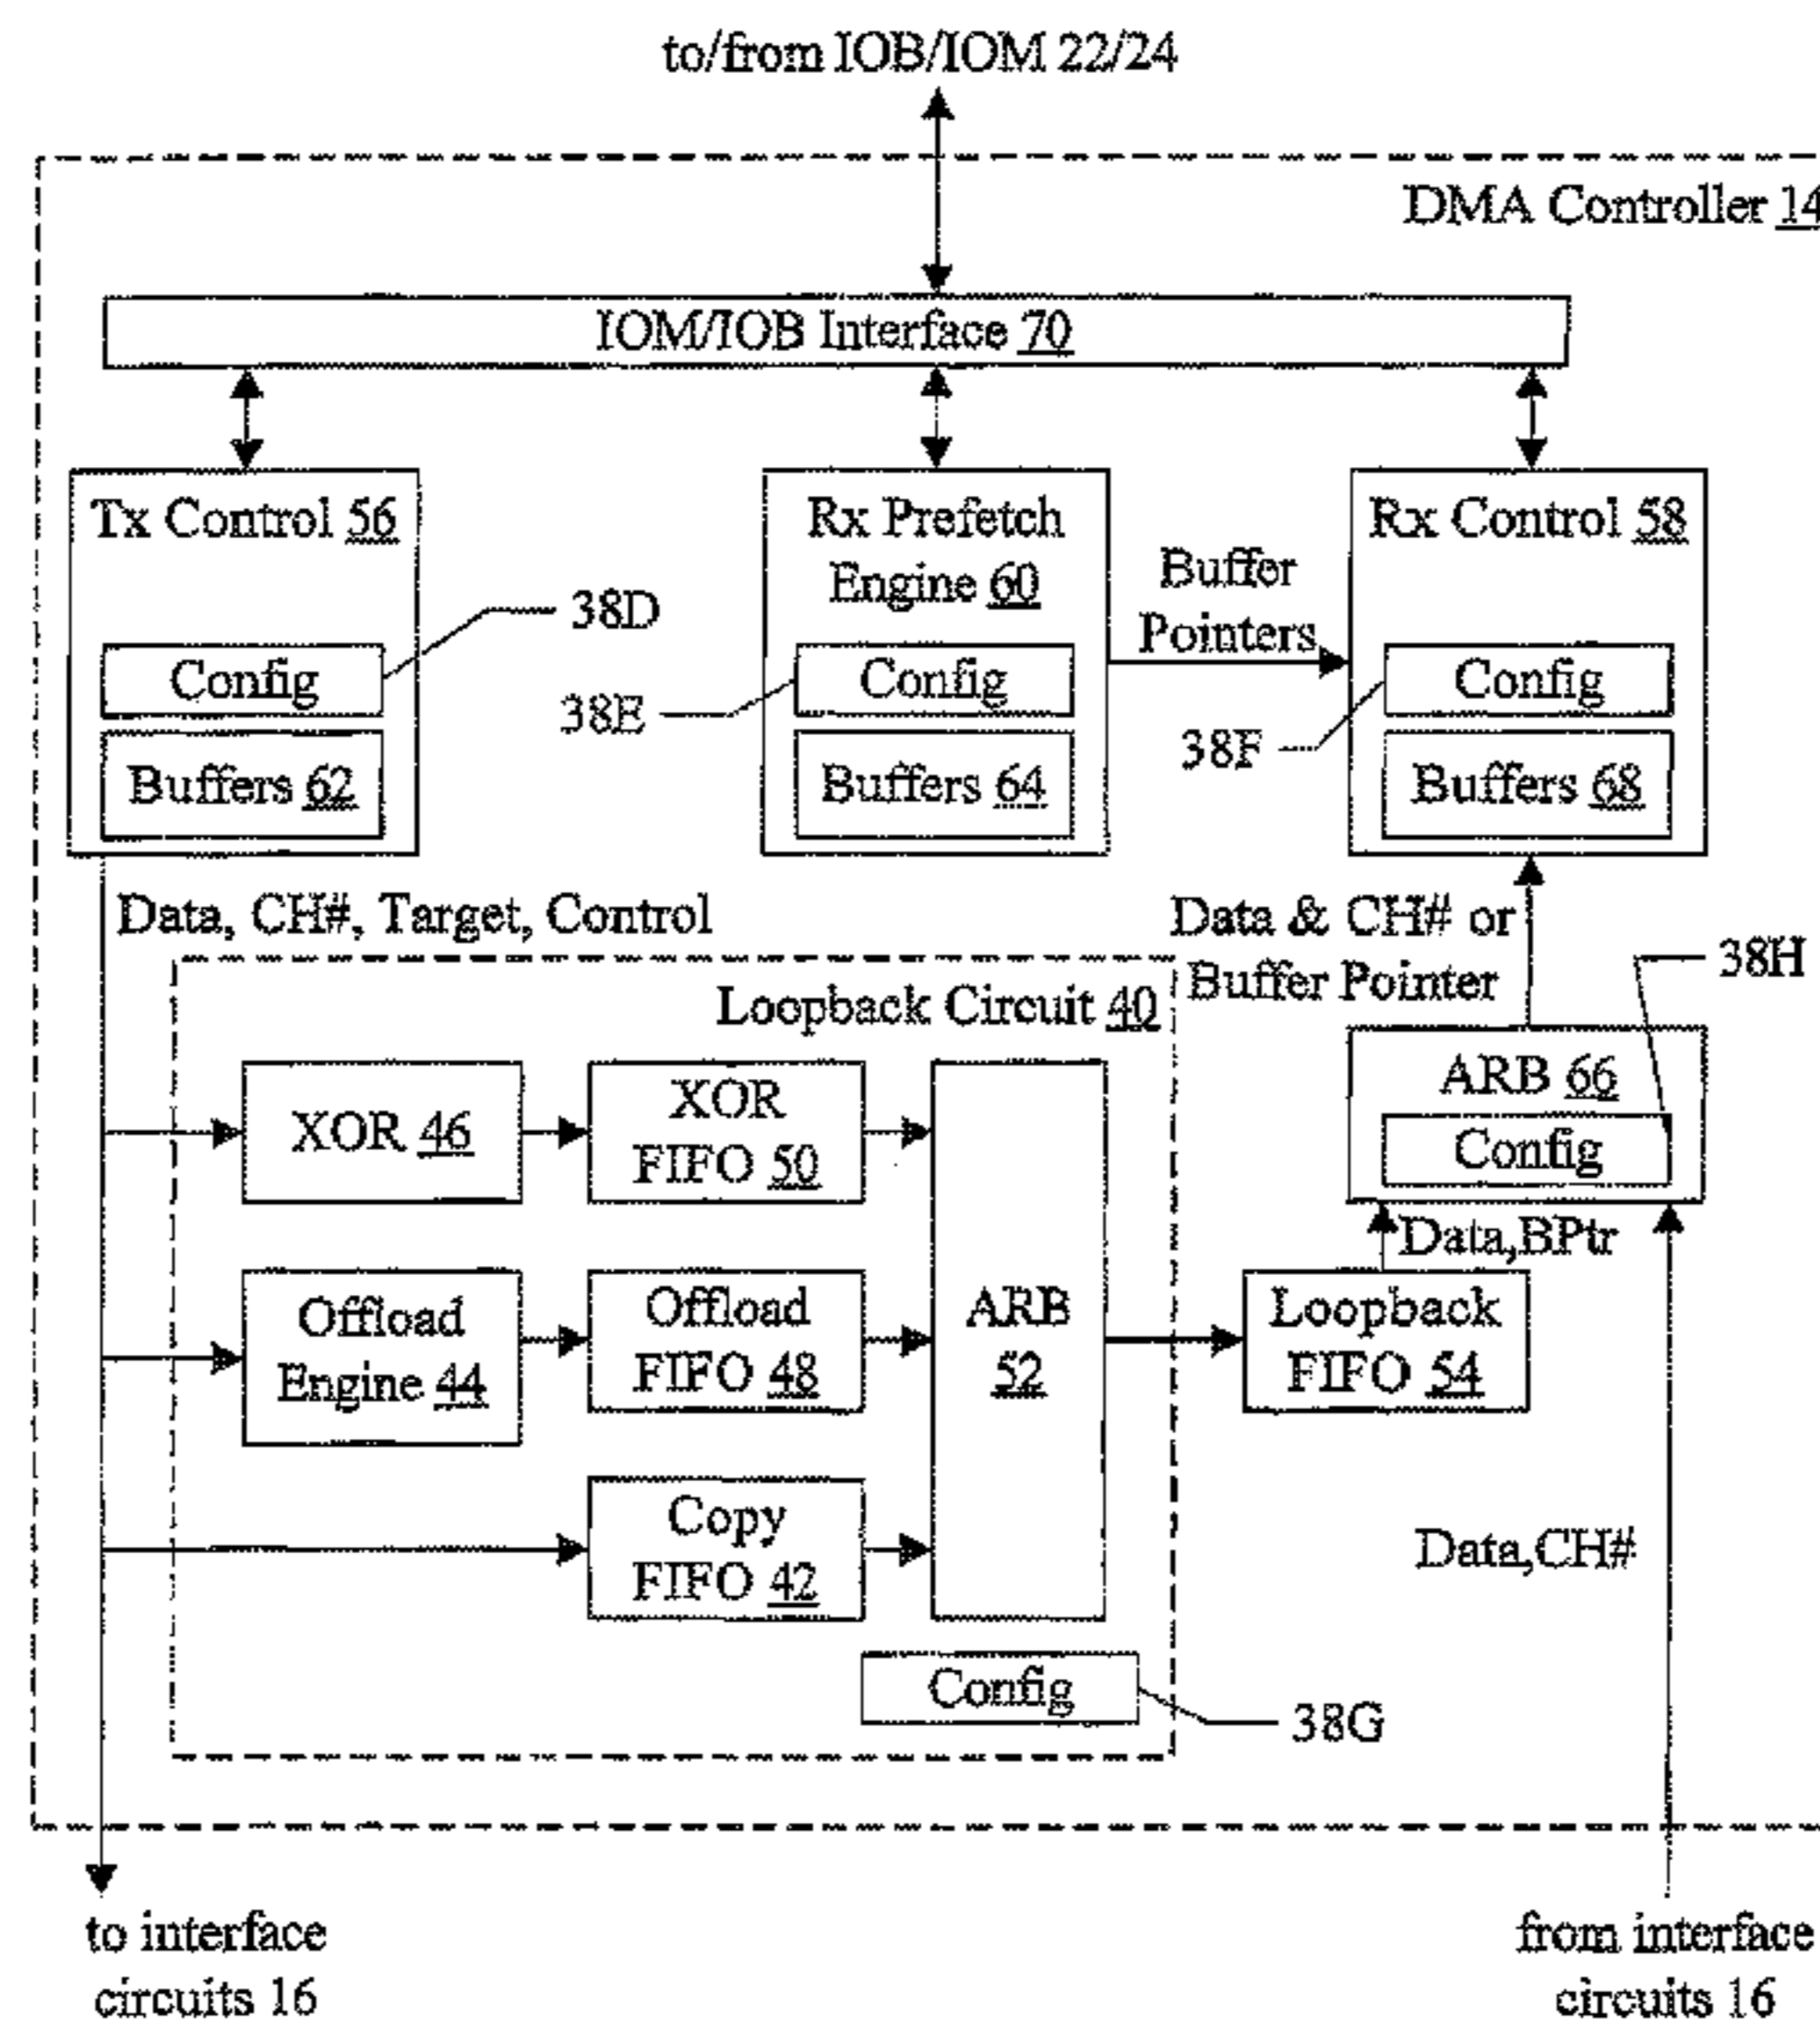 to/from IOB/IOM 22/24
DMA Controller 14
IOM/IOB Interface 70
Tx Control 56
Config
Buffers 62
38D
Rx Prefetch
Engine 60
Config
Buffers 64
38E
Buffer
Pointers
Rx Control 58
Config
Buffers 68
38F
Data, CH#, Target, Control
Data & CH# or
Buffer Pointer
38H
Loopback Circuit 40
ARB 66
Config
XOR 46
XOR
FIFO 50
Data,BPtr
Offload
Engine 44
Offload
FIFO 48
ARB
52
Loopback
FIFO 54
Copy
FIFO 42
Data,CH#
Config
38G
to interface
circuits 16
from interface
circuits 16